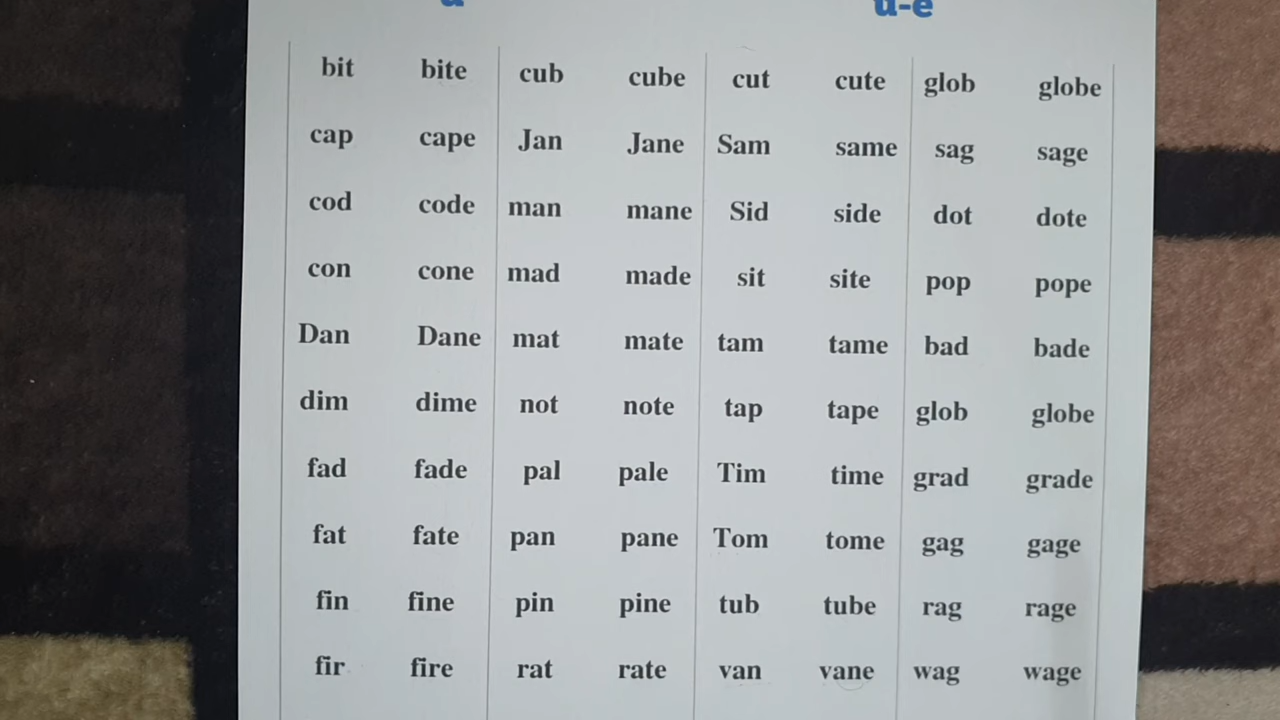 u u-e
bit bite cub cube cut cute glob globe
cap cape Jan Jane Sam same sag sage
cod code man mane Sid side dot dote
con cone mad made sit site pop pope
Dan Dane mat mate tam tame bad bade
dim dime not note tap tape glob globe
fad fade pal pale Tim time grad grade
fat fate pan pane Tom tome gag gage
fin fine pin pine tub tube rag rage
fir fire rat rate van vane wag wage